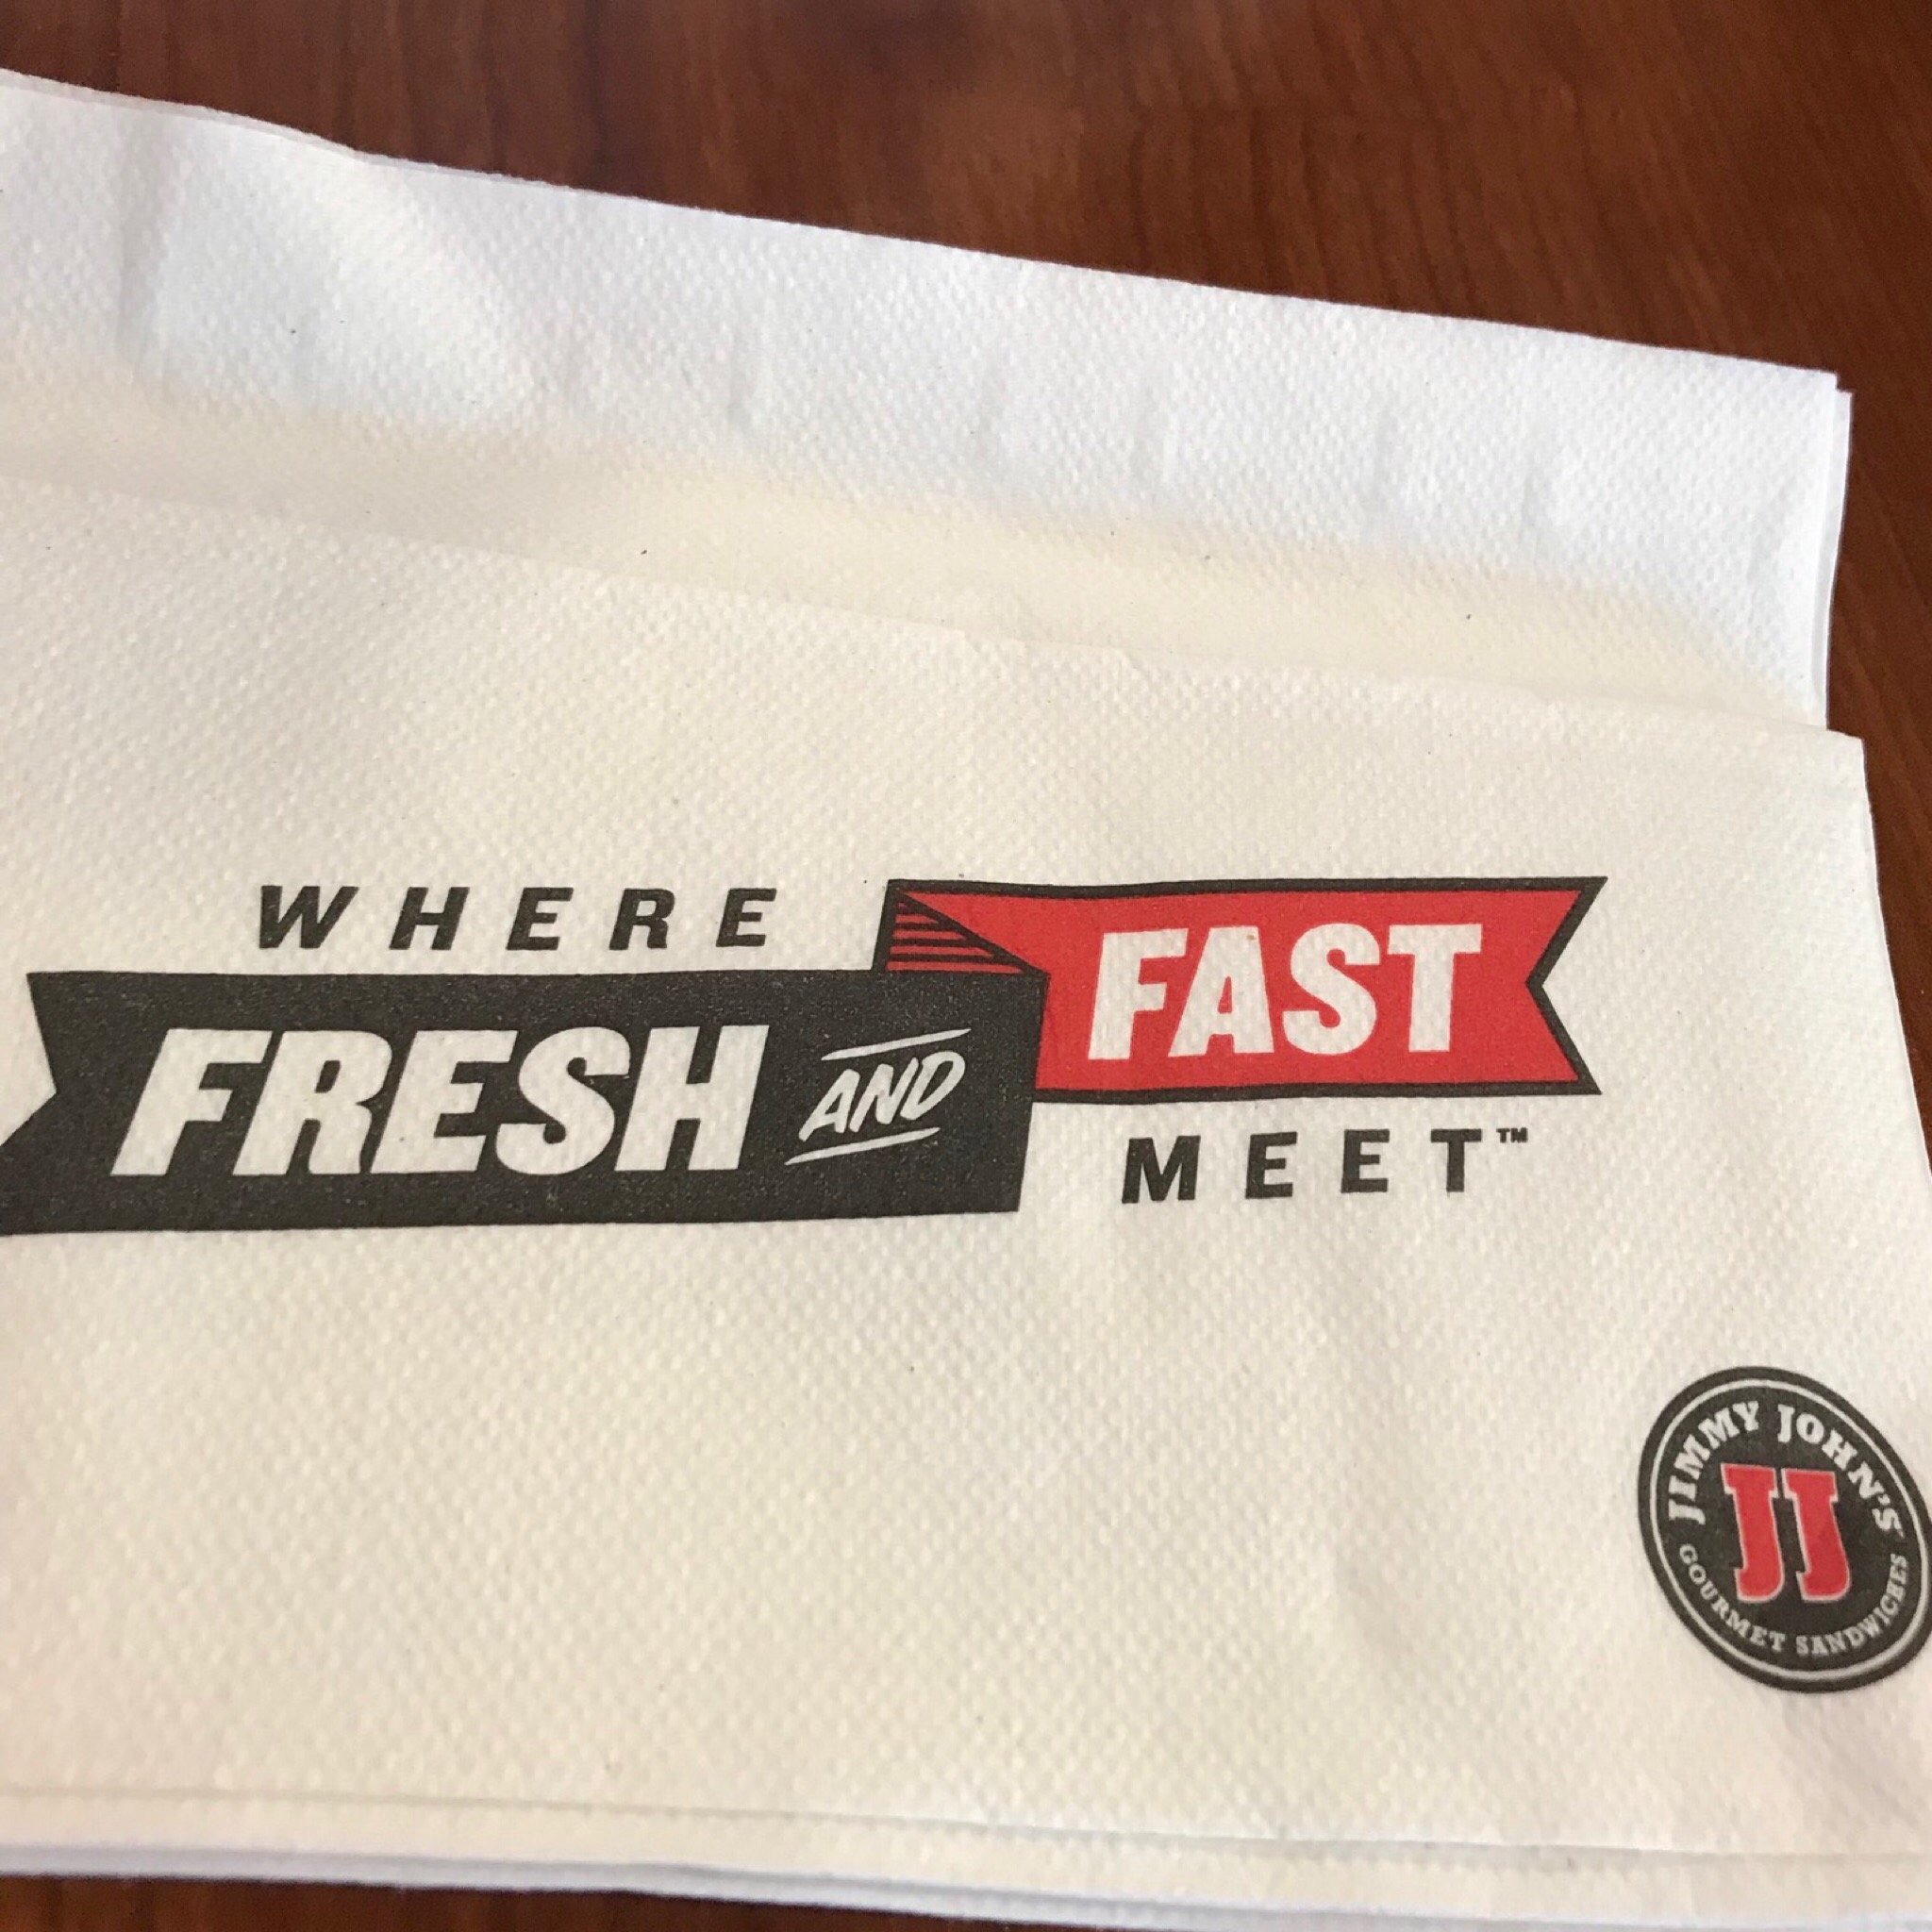 WHERE
FRESH AND FAST
MEET™
JIMMY JOHN'S
JJ
GOURMET SANDWICHES